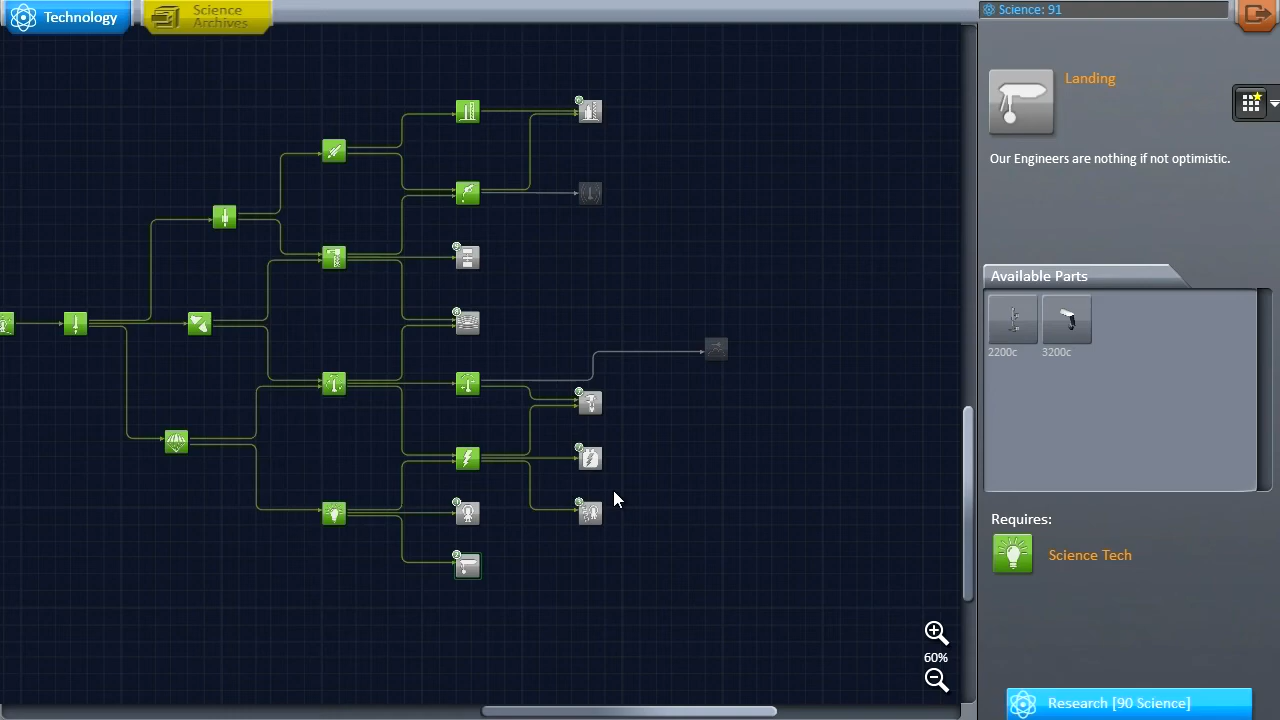 Technology
Science
Archives
Science: 91
Landing
Our Engineers are nothing if not optimistic.
Available Parts
2200c
3200c
Requires:
Science Tech
60%
Research [90 Science]